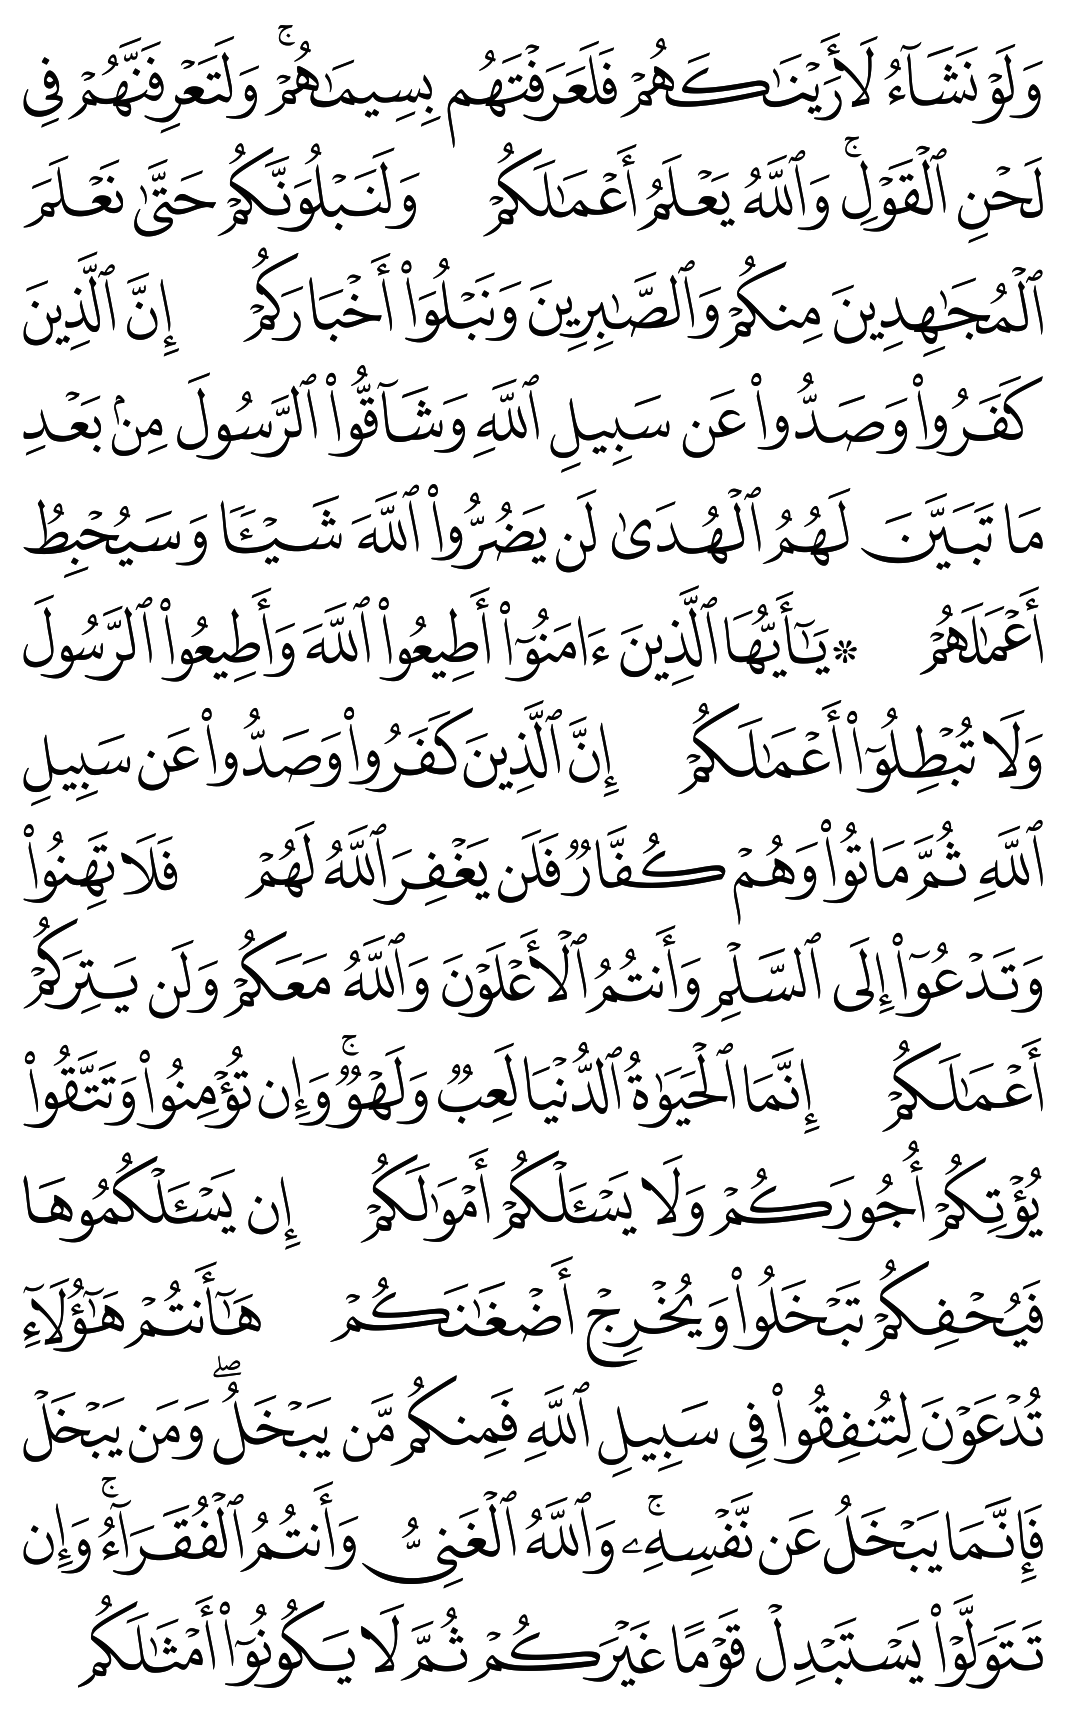 وَلَوْ نَشَآءُ لَأَرَيْنَـٰكَهُمْ فَلَعَرَفْتَهُم بِسِيمَـٰهُمْ ۚ وَلَتَعْرِفَنَّهُمْ فِى
لَحْنِ ٱلْقَوْلِ ۚ وَٱللَّهُ يَعْلَمُ أَعْمَـٰلَكُمْ وَلَنَبْلُوَنَّكُمْ حَتَّىٰ نَعْلَمَ
ٱلْمُجَـٰهِدِينَ مِنكُمْ وَٱلصَّـٰبِرِينَ وَنَبْلُوَا۟ أَخْبَارَكُمْ إِنَّ ٱلَّذِينَ
كَفَرُوا۟ وَصَدُّوا۟ عَن سَبِيلِ ٱللَّهِ وَشَآقُّوا۟ ٱلرَّسُولَ مِنۢ بَعْدِ
مَا تَبَيَّنَ لَهُمُ ٱلْهُدَىٰ لَن يَضُرُّوا۟ ٱللَّهَ شَيْـًٔا وَسَيُحْبِطُ
أَعْمَـٰلَهُمْ * يَـٰٓأَيُّهَا ٱلَّذِينَ ءَامَنُوٓا۟ أَطِيعُوا۟ ٱللَّهَ وَأَطِيعُوا۟ ٱلرَّسُولَ
وَلَا تُبْطِلُوٓا۟ أَعْمَـٰلَكُمْ إِنَّ ٱلَّذِينَ كَفَرُوا۟ وَصَدُّوا۟ عَن سَبِيلِ
ٱللَّهِ ثُمَّ مَاتُوا۟ وَهُمْ كُفَّارٌ فَلَن يَغْفِرَ ٱللَّهُ لَهُمْ فَلَا تَهِنُوا۟
وَتَدْعُوٓا۟ إِلَى ٱلسَّلْمِ وَأَنتُمُ ٱلْأَعْلَوْنَ وَٱللَّهُ مَعَكُمْ وَلَن يَتِرَكُمْ
أَعْمَـٰلَكُمْ إِنَّمَا ٱلْحَيَوٰةُ ٱلدُّنْيَا لَعِبٌ وَلَهْوٌ ۚ وَإِن تُؤْمِنُوا۟ وَتَتَّقُوا۟
يُؤْتِكُمْ أُجُورَكُمْ وَلَا يَسْـَٔلْكُمْ أَمْوَٰلَكُمْ إِن يَسْـَٔلْكُمُوهَا
فَيُحْفِكُمْ تَبْخَلُوا۟ وَيُخْرِجْ أَضْغَـٰنَكُمْ هَـٰٓأَنتُمْ هَـٰٓؤُلَآءِ
تُدْعَوْنَ لِتُنفِقُوا۟ فِى سَبِيلِ ٱللَّهِ فَمِنكُم مَّن يَبْخَلُ ۖ وَمَن يَبْخَلْ
فَإِنَّمَا يَبْخَلُ عَن نَّفْسِهِۦ ۚ وَٱللَّهُ ٱلْغَنِىُّ وَأَنتُمُ ٱلْفُقَرَآءُ ۚ وَإِن
تَتَوَلَّوْا۟ يَسْتَبْدِلْ قَوْمًا غَيْرَكُمْ ثُمَّ لَا يَكُونُوٓا۟ أَمْثَـٰلَكُم